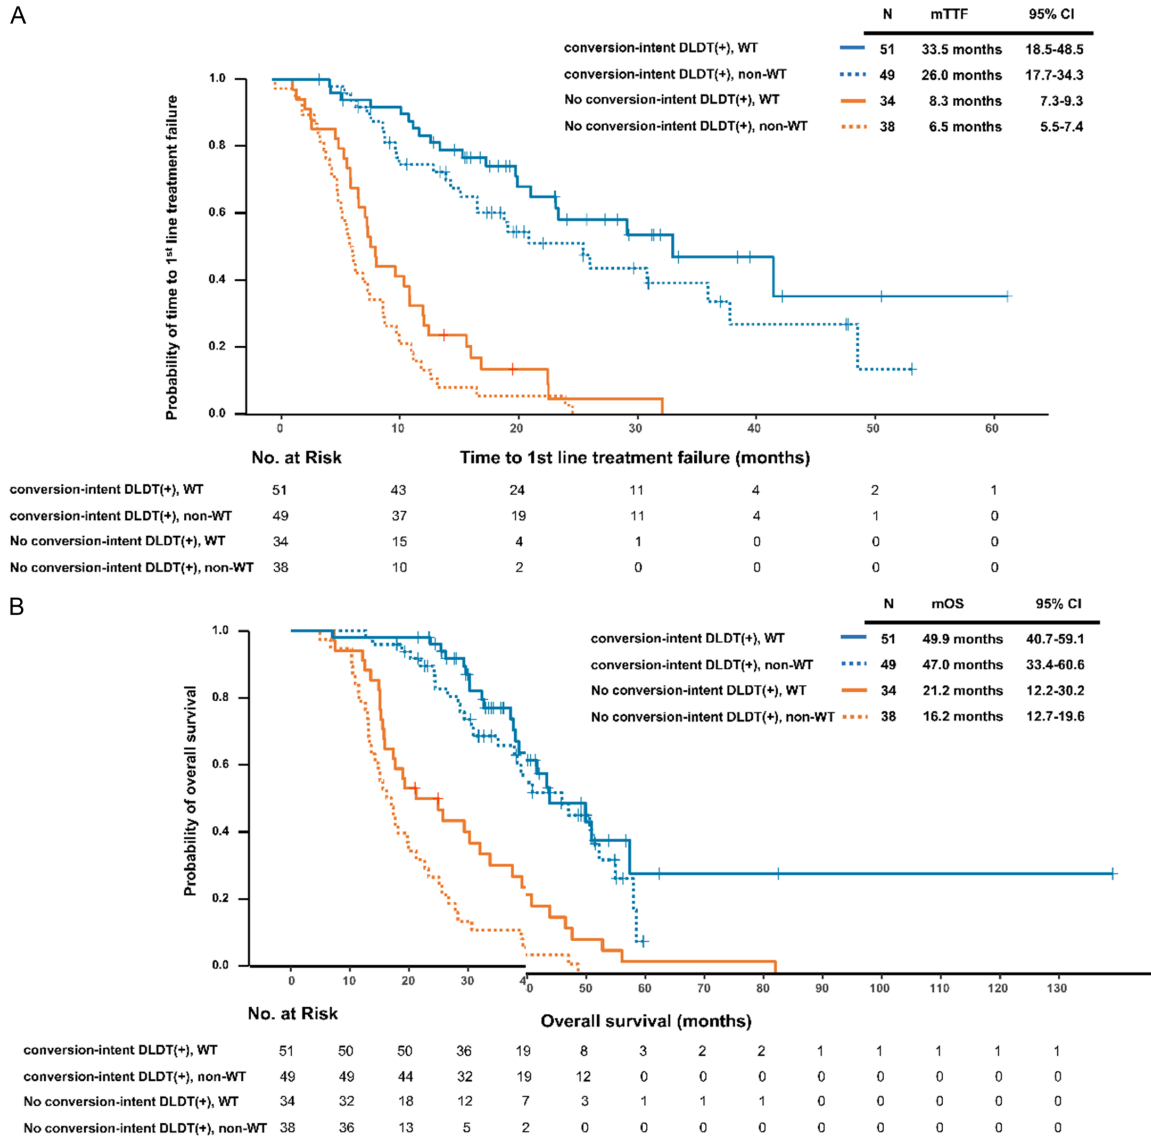 A
N mTTF 95% CI
conversion-intent DLDT(+), WT 51 33.5 months 18.5-48.5
conversion-intent DLDT(+), non-WT 49 26.0 months 17.7-34.3
No conversion-intent DLDT(+), WT 34 8.3 months 7.3-9.3
No conversion-intent DLDT(+), non-WT 38 6.5 months 5.5-7.4
Probability of time to 1st line treatment failure
1.0
0.8
0.6
0.4
0.2
0.0
0 10 20 30 40 50 60
No. at Risk Time to 1st line treatment failure (months)
conversion-intent DLDT(+), WT 51 43 24 11 4 2 1
conversion-intent DLDT(+), non-WT 49 37 19 11 4 1 0
No conversion-intent DLDT(+), WT 34 15 4 1 0 0 0
No conversion-intent DLDT(+), non-WT 38 10 2 0 0 0 0
B
N mOS 95% CI
conversion-intent DLDT(+), WT 51 49.9 months 40.7-59.1
conversion-intent DLDT(+), non-WT 49 47.0 months 33.4-60.6
No conversion-intent DLDT(+), WT 34 21.2 months 12.2-30.2
No conversion-intent DLDT(+), non-WT 38 16.2 months 12.7-19.6
Probability of overall survival
1.0
0.8
0.6
0.4
0.2
0.0
0 10 20 30 40 50 60 70 80 90 100 110 120 130
No. at Risk Overall survival (months)
conversion-intent DLDT(+), WT 51 50 50 36 19 8 3 2 2 1 1 1 1 1
conversion-intent DLDT(+), non-WT 49 49 44 32 19 12 0 0 0 0 0 0 0 0
No conversion-intent DLDT(+), WT 34 32 18 12 7 3 1 1 1 0 0 0 0 0
No conversion-intent DLDT(+), non-WT 38 36 13 5 2 0 0 0 0 0 0 0 0 0